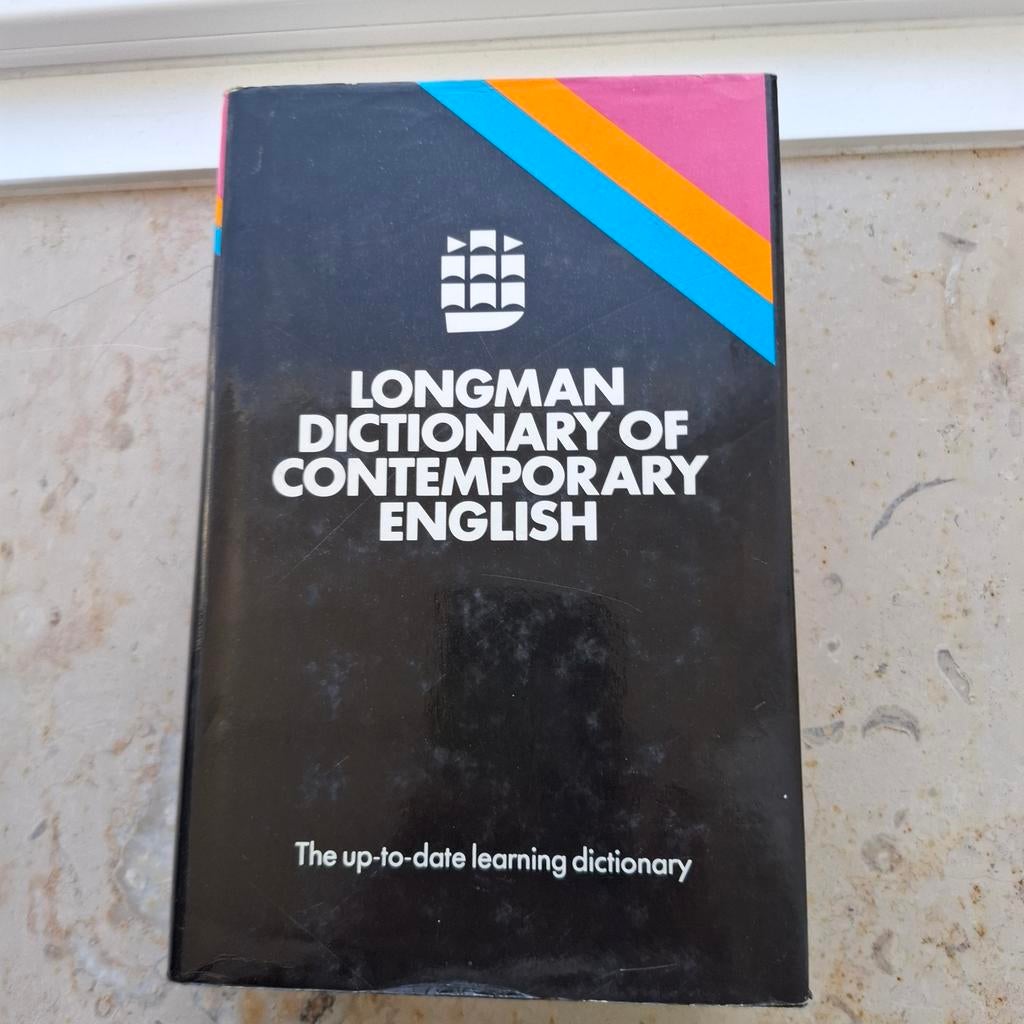 LONGMAN
DICTIONARY OF
CONTEMPORARY
ENGLISH
The up-to-date learning dictionary